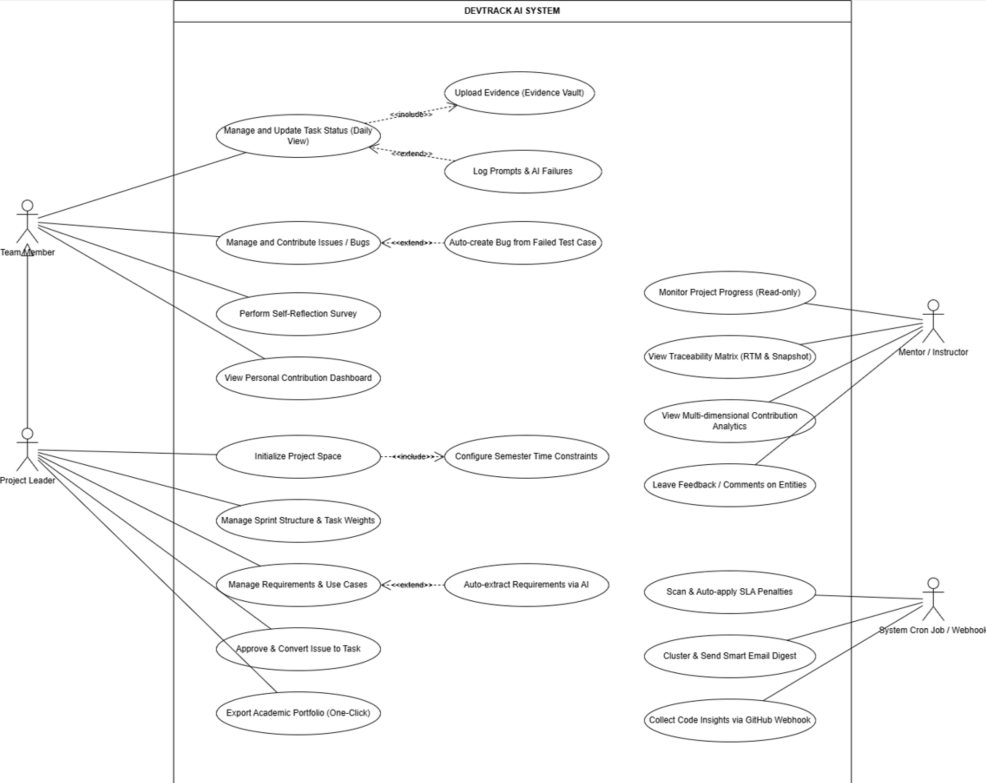 DEVTRACK AI SYSTEM
Upload Evidence (Evidence Vault)
<<include>>
Manage and Update Task Status (Daily
View)
<<extend>>
Log Prompts & AI Failures
Team Member
Manage and Contribute Issues / Bugs
<<extend>>
Auto-create Bug from Failed Test Case
Perform Self-Reflection Survey
View Personal Contribution Dashboard
Monitor Project Progress (Read-only)
Mentor / Instructor
View Traceability Matrix (RTM & Snapshot)
View Multi-dimensional Contribution
Analytics
Leave Feedback / Comments on Entities
Project Leader
Initialize Project Space
<<include>>
Configure Semester Time Constraints
Manage Sprint Structure & Task Weights
Manage Requirements & Use Cases
<<extend>>
Auto-extract Requirements via AI
Approve & Convert Issue to Task
Export Academic Portfolio (One-Click)
Scan & Auto-apply SLA Penalties
System Cron Job / Webhook
Cluster & Send Smart Email Digest
Collect Code Insights via GitHub Webhook